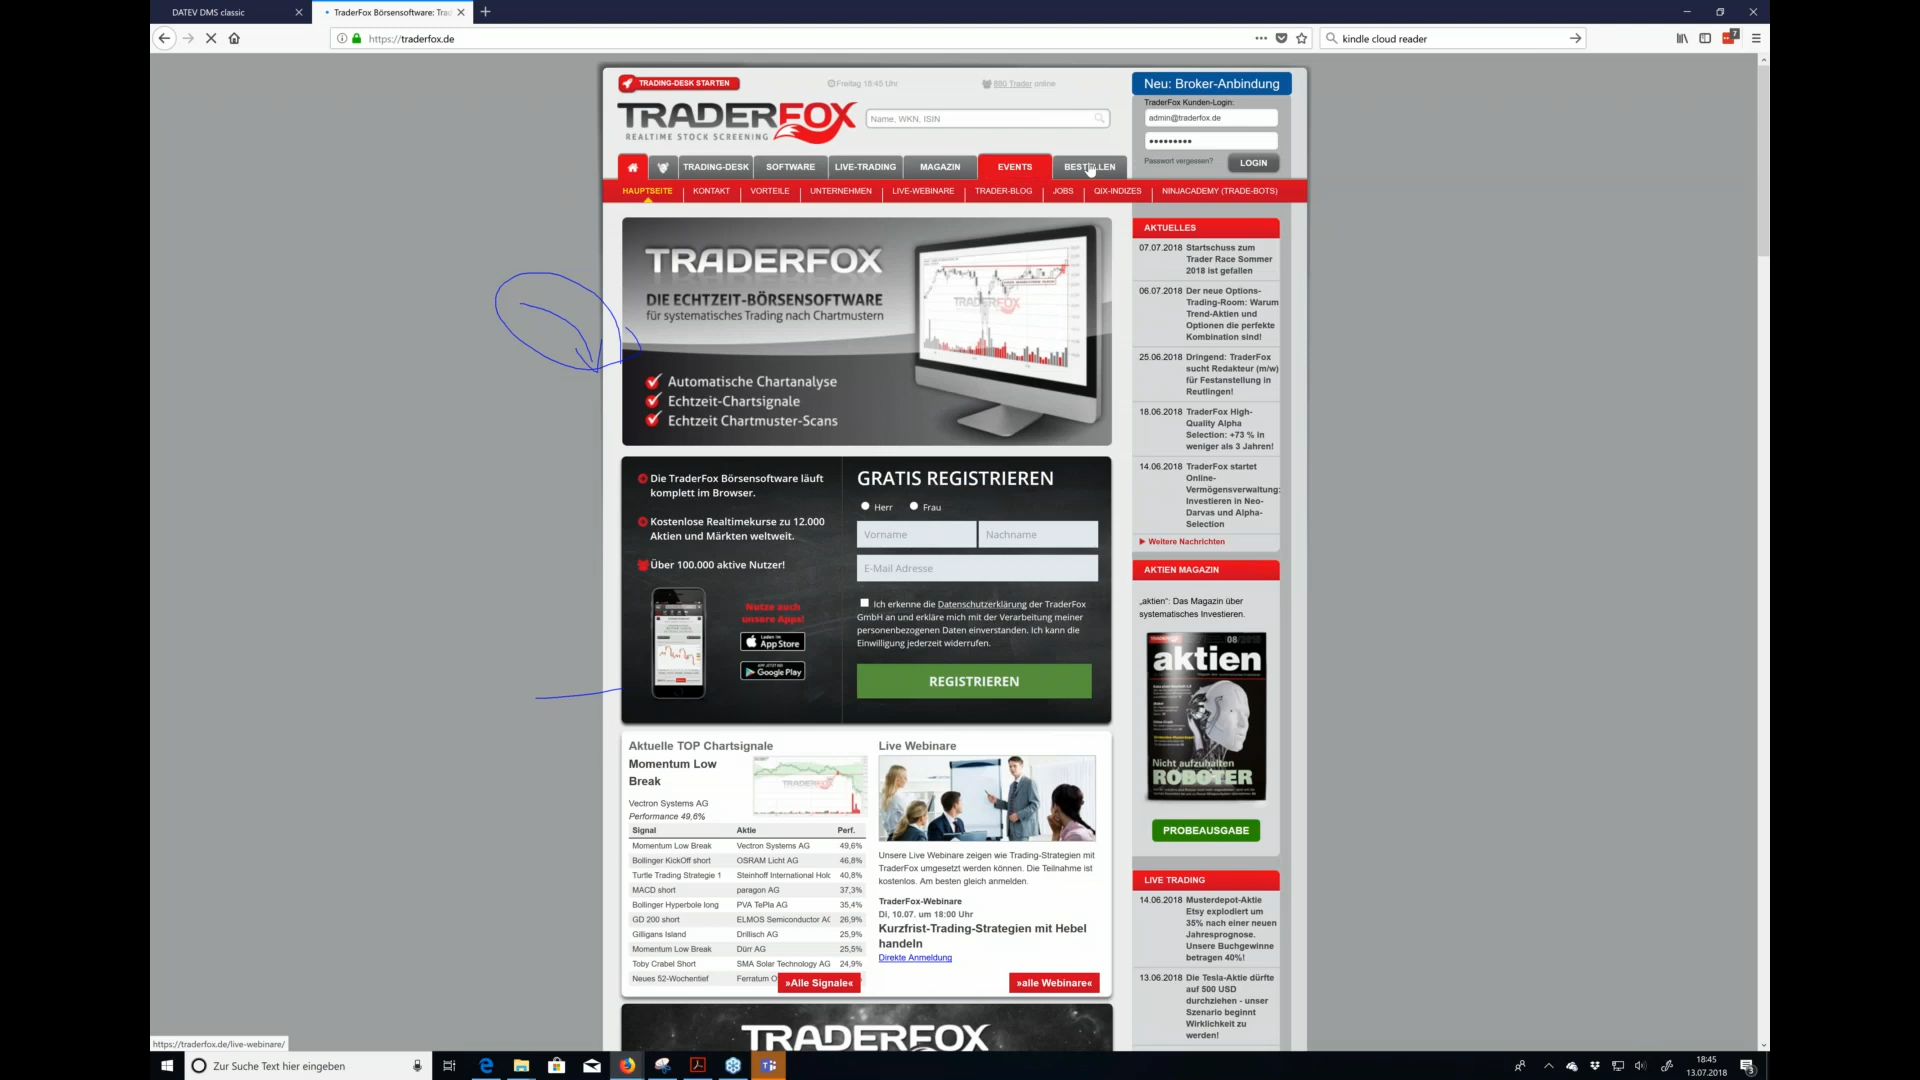 DATEV DMS classic
TraderFox Börsensoftware: Trad
https://traderfox.de
kindle cloud reader
7
TRADING-DESK STARTEN
Freitag 18:45 Uhr
880 Trader online
Neu: Broker-Anbindung
TRADERFOX
REALTIME STOCK SCREENING
Name, WKN, ISIN
TraderFox Kunden-Login:
admin@traderfox.de
•••••••••
Passwort vergessen?
LOGIN
TRADING-DESK
SOFTWARE
LIVE-TRADING
MAGAZIN
EVENTS
BESTELLEN
HAUPTSEITE
KONTAKT
VORTEILE
UNTERNEHMEN
LIVE-WEBINARE
TRADER-BLOG
JOBS
QIX-INDIZES
NINJACADEMY (TRADE-BOTS)
TRADERFOX
DIE ECHTZEIT-BÖRSENSOFTWARE
für systematisches Trading nach Chartmustern
TRADERFOX
Automatische Chartanalyse
Echtzeit-Chartsignale
Echtzeit Chartmuster-Scans
Die TraderFox Börsensoftware läuft
komplett im Browser.
Kostenlose Realtimekurse zu 12.000
Aktien und Märkten weltweit.
Über 100.000 aktive Nutzer!
Nutze auch
unsere Apps!
Laden im
App Store
JETZT BEI
Google Play
GRATIS REGISTRIEREN
Herr
Frau
Vorname
Nachname
E-Mail Adresse
Ich erkenne die Datenschutzerklärung der TraderFox
GmbH an und erkläre mich mit der Verarbeitung meiner
personenbezogenen Daten einverstanden. Ich kann die
Einwilligung jederzeit widerrufen.
REGISTRIEREN
Aktuelle TOP Chartsignale
Momentum Low
Break
Vectron Systems AG
Performance 49,6%
TRADERFOX
Signal Aktie Perf.
Momentum Low Break Vectron Systems AG 49,6%
Bollinger KickOff short OSRAM Licht AG 46,8%
Turtle Trading Strategie 1 Steinhoff International Holc 40,8%
MACD short paragon AG 37,3%
Bollinger Hyperbole long PVA TePla AG 35,4%
GD 200 short ELMOS Semiconductor AG 26,9%
Gilligans Island Drillisch AG 25,9%
Momentum Low Break Dürr AG 25,5%
Toby Crabel Short SMA Solar Technology AG 24,9%
Neues 52-Wochentief Ferratum O
»Alle Signale«
Live Webinare
Unsere Live Webinare zeigen wie Trading-Strategien mit
TraderFox umgesetzt werden können. Die Teilnahme ist
kostenlos. Am besten gleich anmelden.
TraderFox-Webinare
Di, 10.07. um 18:00 Uhr
Kurzfrist-Trading-Strategien mit Hebel
handeln
Direkte Anmeldung
»alle Webinare«
TRADERFOX
AKTUELLES
07.07.2018 Startschuss zum
Trader Race Sommer
2018 ist gefallen
06.07.2018 Der neue Options-
Trading-Room: Warum
Trend-Aktien und
Optionen die perfekte
Kombination sind!
25.06.2018 Dringend: TraderFox
sucht Redakteur (m/w)
für Festanstellung in
Reutlingen!
18.06.2018 TraderFox High-
Quality Alpha
Selection: +73 % in
weniger als 3 Jahren!
14.06.2018 TraderFox startet
Online-
Vermögensverwaltung:
Investieren in Neo-
Darvas und Alpha-
Selection
Weitere Nachrichten
AKTIEN MAGAZIN
„aktien“: Das Magazin über
systematisches Investieren.
aktien
Nicht aufzuhalten
ROBOTER
PROBEAUSGABE
LIVE TRADING
14.06.2018 Musterdepot-Aktie
Etsy explodiert um
35% nach einer neuen
Jahresprognose.
Unsere Buchgewinne
betragen 40%!
13.06.2018 Die Tesla-Aktie dürfte
auf 500 USD
durchziehen - unser
Szenario beginnt
Wirklichkeit zu
werden!
https://traderfox.de/live-webinare/
Zur Suche Text hier eingeben
18:45
13.07.2018
3